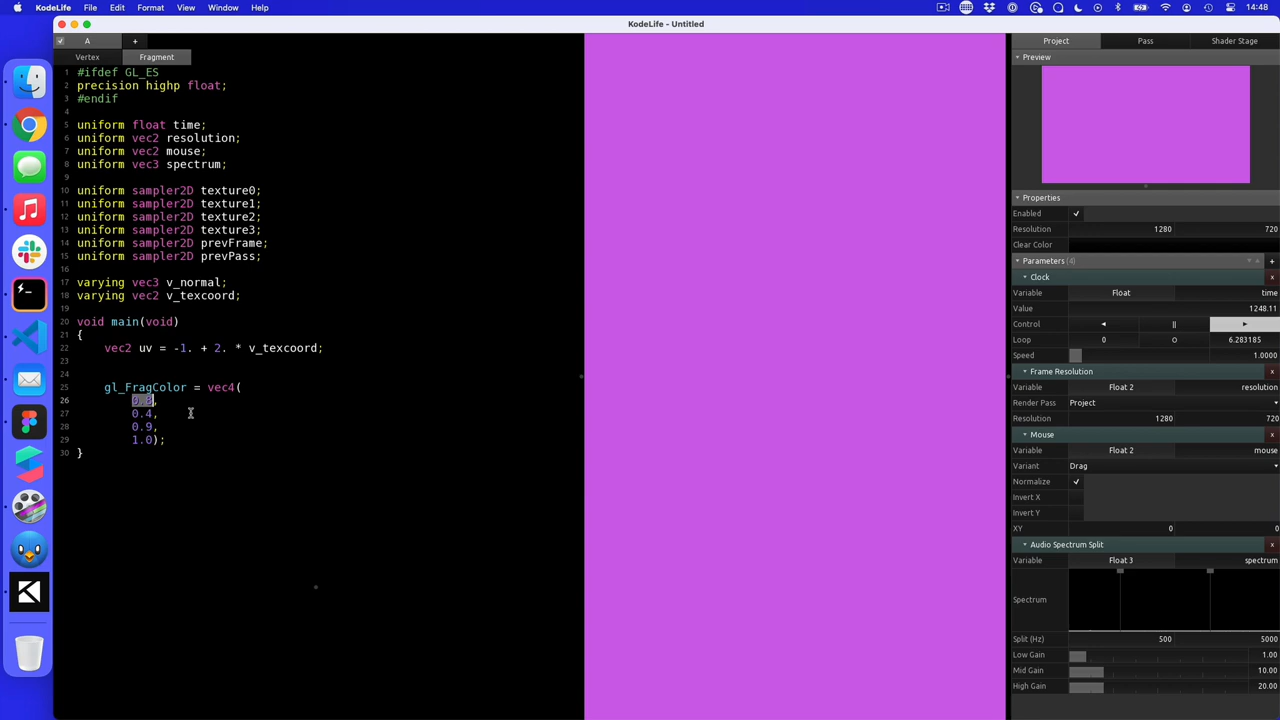 KodeLife File Edit View Window Help 14:48
KodeLife - Untitled
A +
Vertex Fragment
1 #ifdef GL_ES
2 precision highp float;
3 #endif
4
5 uniform float time;
6 uniform vec2 resolution;
7 uniform vec2 mouse;
8 uniform vec3 spectrum;
9
10 uniform sampler2D texture0;
11 uniform sampler2D texture1;
12 uniform sampler2D texture2;
13 uniform sampler2D texture3;
14 uniform sampler2D prevFrame;
15 uniform sampler2D prevPass;
16
17 varying vec3 v_normal;
18 varying vec2 v_texcoord;
19
20 void main(void)
21 {
22 vec2 uv = -1. + 2. * v_texcoord;
23
24
25 gl_FragColor = vec4(
26 0.8,
27 0.4,
28 0.9,
29 1.0);
30 }
Project Pass Shader Stage
Preview
Properties
Enabled
Resolution 1280 720
Clear Color
Parameters (4) +
Clock x
Variable Float time
Value 1248.11
Control
Loop 0 O 6.283185
Speed 1.0000
Frame Resolution x
Variable Float 2 resolution
Render Pass Project
Resolution 1280 720
Mouse x
Variable Float 2 mouse
Variant Drag
Normalize
Invert X
Invert Y
XY 0 0
Audio Spectrum Split x
Variable Float 3 spectrum
Spectrum
Split (Hz) 500 5000
Low Gain 1.00
Mid Gain 10.00
High Gain 20.00